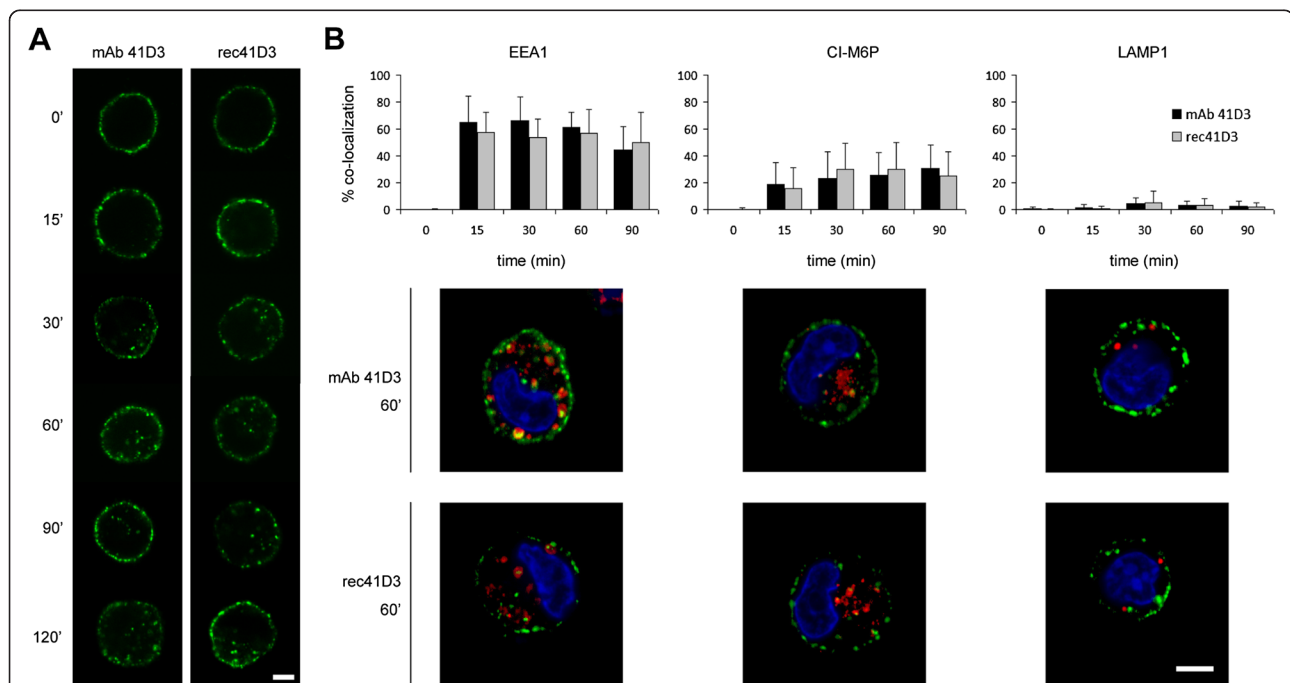 A
mAb 41D3 rec41D3
0'
15'
30'
60'
90'
120'
B
EEA1 CI-M6P LAMP1
% co-localization
100
80
60
40
20
0
0 15 30 60 90
time (min)
100
80
60
40
20
0
0 15 30 60 90
time (min)
100
80
60
40
20
0
0 15 30 60 90
time (min)
mAb 41D3
rec41D3
mAb 41D3
60'
rec41D3
60'